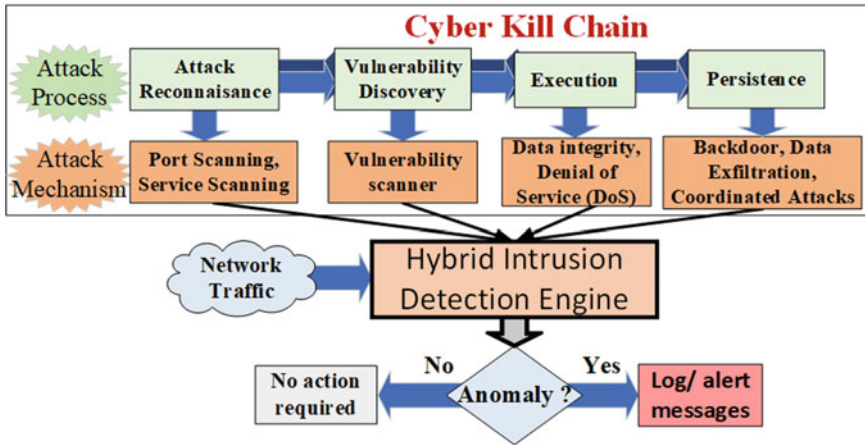 Cyber Kill Chain
Attack
Process
Attack
Reconnaisance
Vulnerability
Discovery
Execution
Persistence
Attack
Mechanism
Port Scanning,
Service Scanning
Vulnerability
scanner
Data integrity,
Denial of
Service (DoS)
Backdoor, Data
Exfiltration,
Coordinated Attacks
Network
Traffic
Hybrid Intrusion
Detection Engine
No
Yes
No action
required
Anomaly ?
Log/ alert
messages